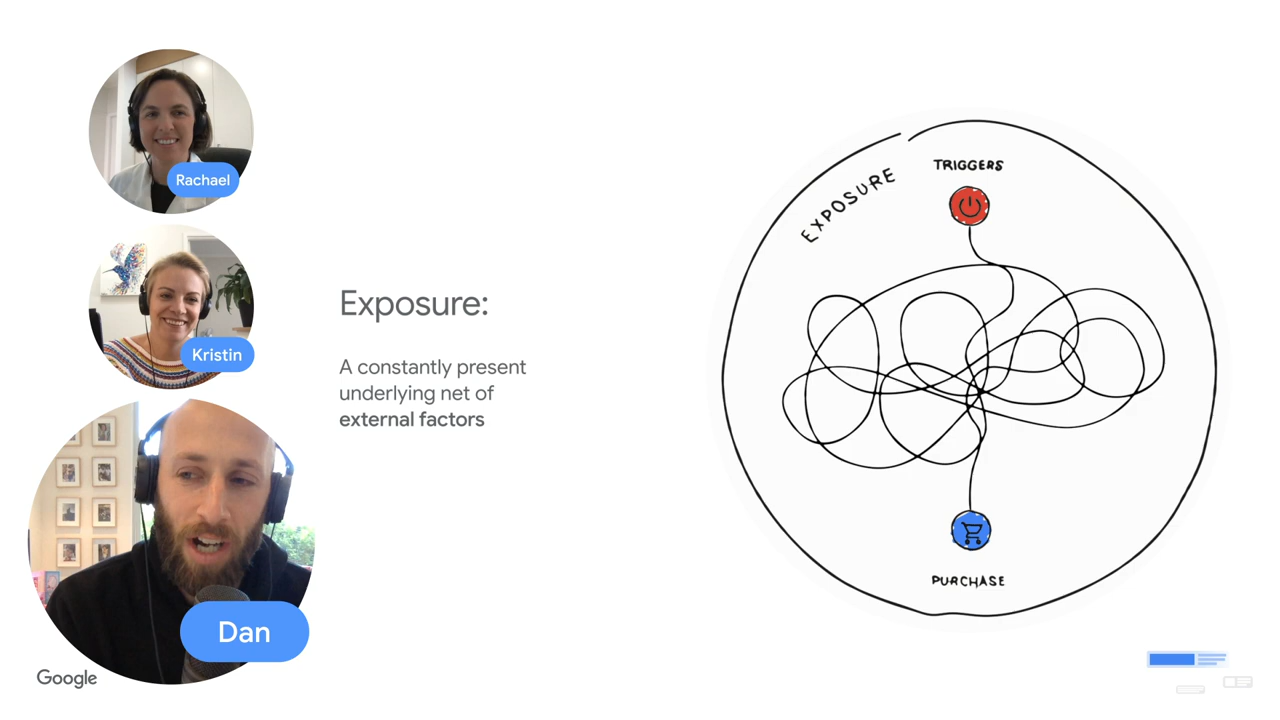 Rachael
Kristin
Dan
Google
Exposure:
A constantly present
underlying net of
external factors
EXPOSURE
TRIGGERS
PURCHASE